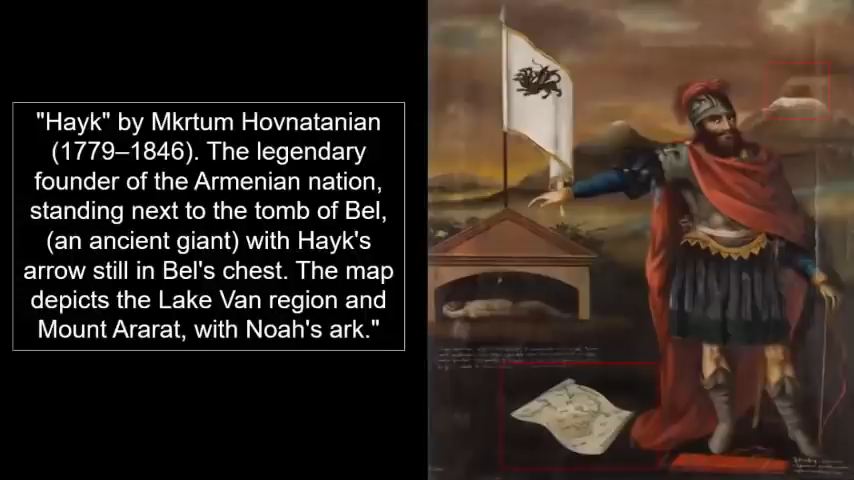 "Hayk" by Mkrtum Hovnatanian
(1779–1846). The legendary
founder of the Armenian nation,
standing next to the tomb of Bel,
(an ancient giant) with Hayk's
arrow still in Bel's chest. The map
depicts the Lake Van region and
Mount Ararat, with Noah's ark."